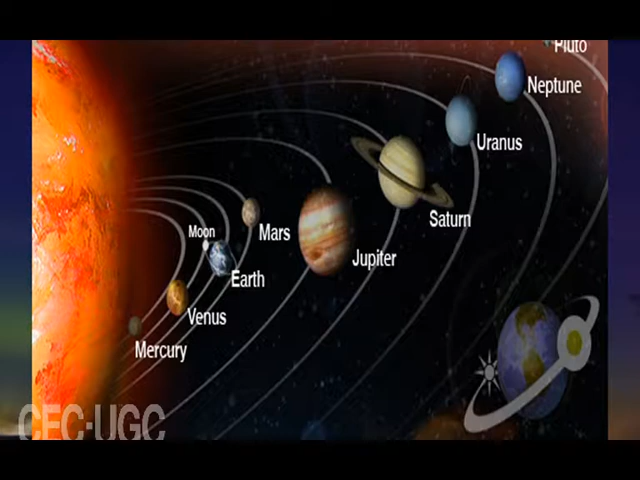 Pluto
Neptune
Uranus
Saturn
Moon
Mars
Jupiter
Earth
Venus
Mercury
CEC-UGC